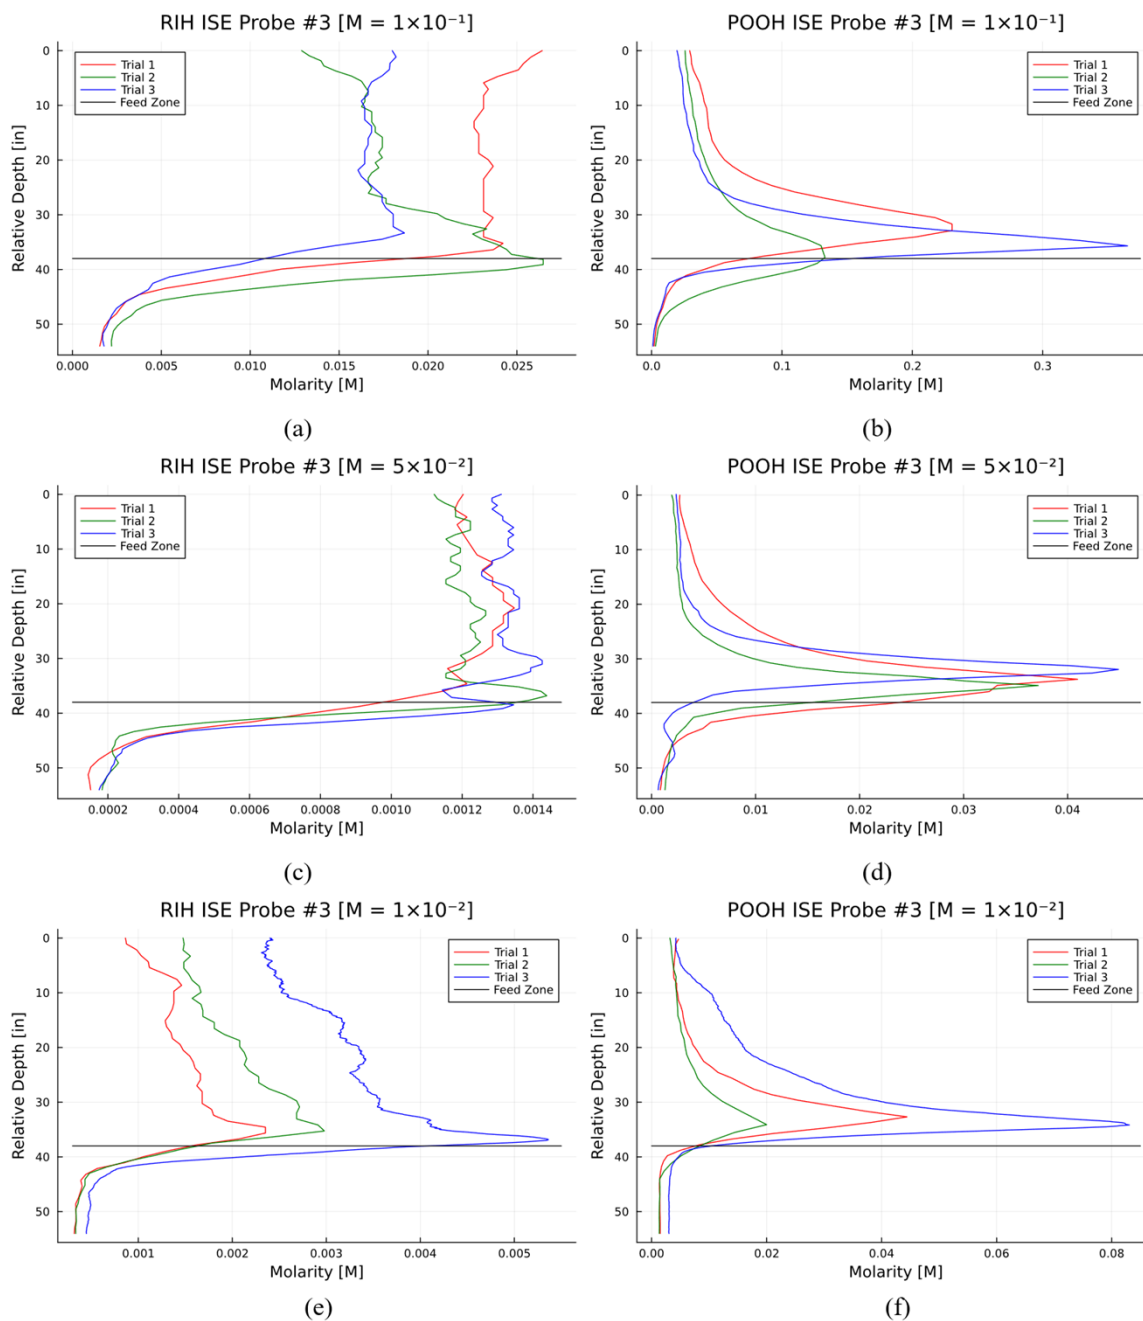 RIH ISE Probe #3 [M = 1×10⁻¹]
Relative Depth [in]
0
10
20
30
40
50
Trial 1
Trial 2
Trial 3
Feed Zone
0.000 0.005 0.010 0.015 0.020 0.025
Molarity [M]
(a)
POOH ISE Probe #3 [M = 1×10⁻¹]
Relative Depth [in]
0
10
20
30
40
50
Trial 1
Trial 2
Trial 3
Feed Zone
0.0 0.1 0.2 0.3
Molarity [M]
(b)
RIH ISE Probe #3 [M = 5×10⁻²]
Relative Depth [in]
0
10
20
30
40
50
Trial 1
Trial 2
Trial 3
Feed Zone
0.0002 0.0004 0.0006 0.0008 0.0010 0.0012 0.0014
Molarity [M]
(c)
POOH ISE Probe #3 [M = 5×10⁻²]
Relative Depth [in]
0
10
20
30
40
50
Trial 1
Trial 2
Trial 3
Feed Zone
0.00 0.01 0.02 0.03 0.04
Molarity [M]
(d)
RIH ISE Probe #3 [M = 1×10⁻²]
Relative Depth [in]
0
10
20
30
40
50
Trial 1
Trial 2
Trial 3
Feed Zone
0.001 0.002 0.003 0.004 0.005
Molarity [M]
(e)
POOH ISE Probe #3 [M = 1×10⁻²]
Relative Depth [in]
0
10
20
30
40
50
Trial 1
Trial 2
Trial 3
Feed Zone
0.00 0.02 0.04 0.06 0.08
Molarity [M]
(f)